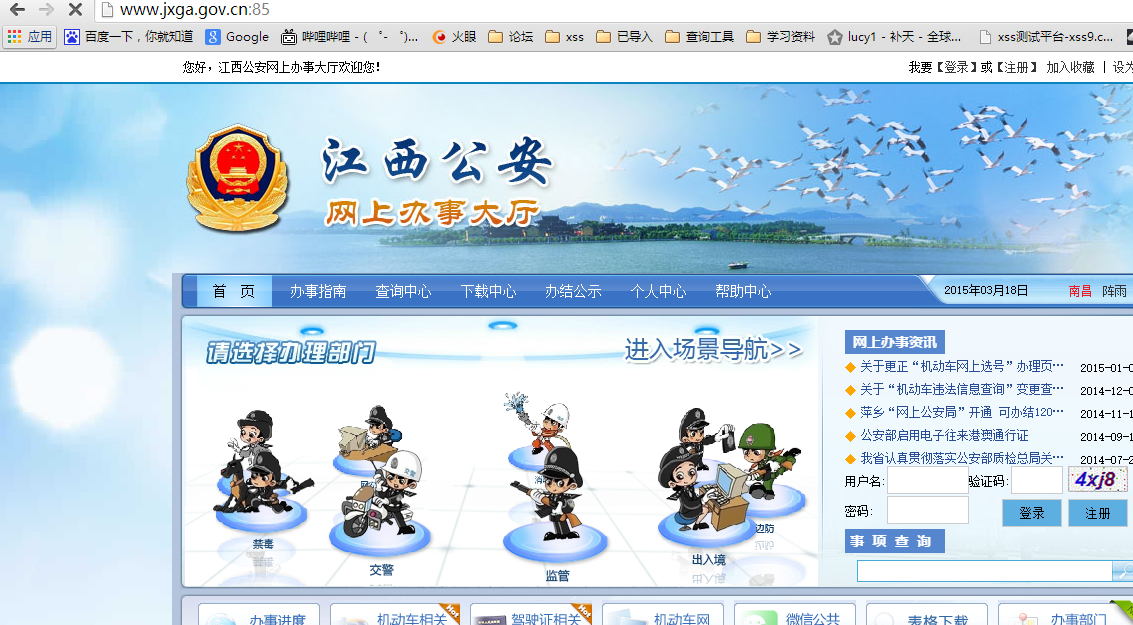 www.jxga.gov.cn:85
应用 百度一下，你就知道 Google 哔哩哔哩 - ( ゜- ゜)... 火眼 论坛 xss 已导入 查询工具 学习资料 lucy1 - 补天 - 全球... xss测试平台-xss9.c...
您好，江西公安网上办事大厅欢迎您！ 我要【登录】或【注册】 加入收藏 | 设为
江西公安
网上办事大厅
首 页 办事指南 查询中心 下载中心 办结公示 个人中心 帮助中心 2015年03月18日 南昌 阵雨
请选择办理部门 进入场景导航>>
网上办事资讯
关于更正“机动车网上选号”办理页… 2015-01-0
关于“机动车违法信息查询”变更查… 2014-12-0
萍乡“网上公安局”开通 可办结120… 2014-11-1
公安部启用电子往来港澳通行证 2014-09-1
我省认真贯彻落实公安部质检总局关… 2014-07-2
用户名: 验证码: 4xj8
密码: 登录 注册
事 项 查 询
禁毒
交警
监管
出入境
边防
办事进度 机动车相关 Hot 驾驶证相关 Hot 机动车网 微信公共 表格下载 办事部门